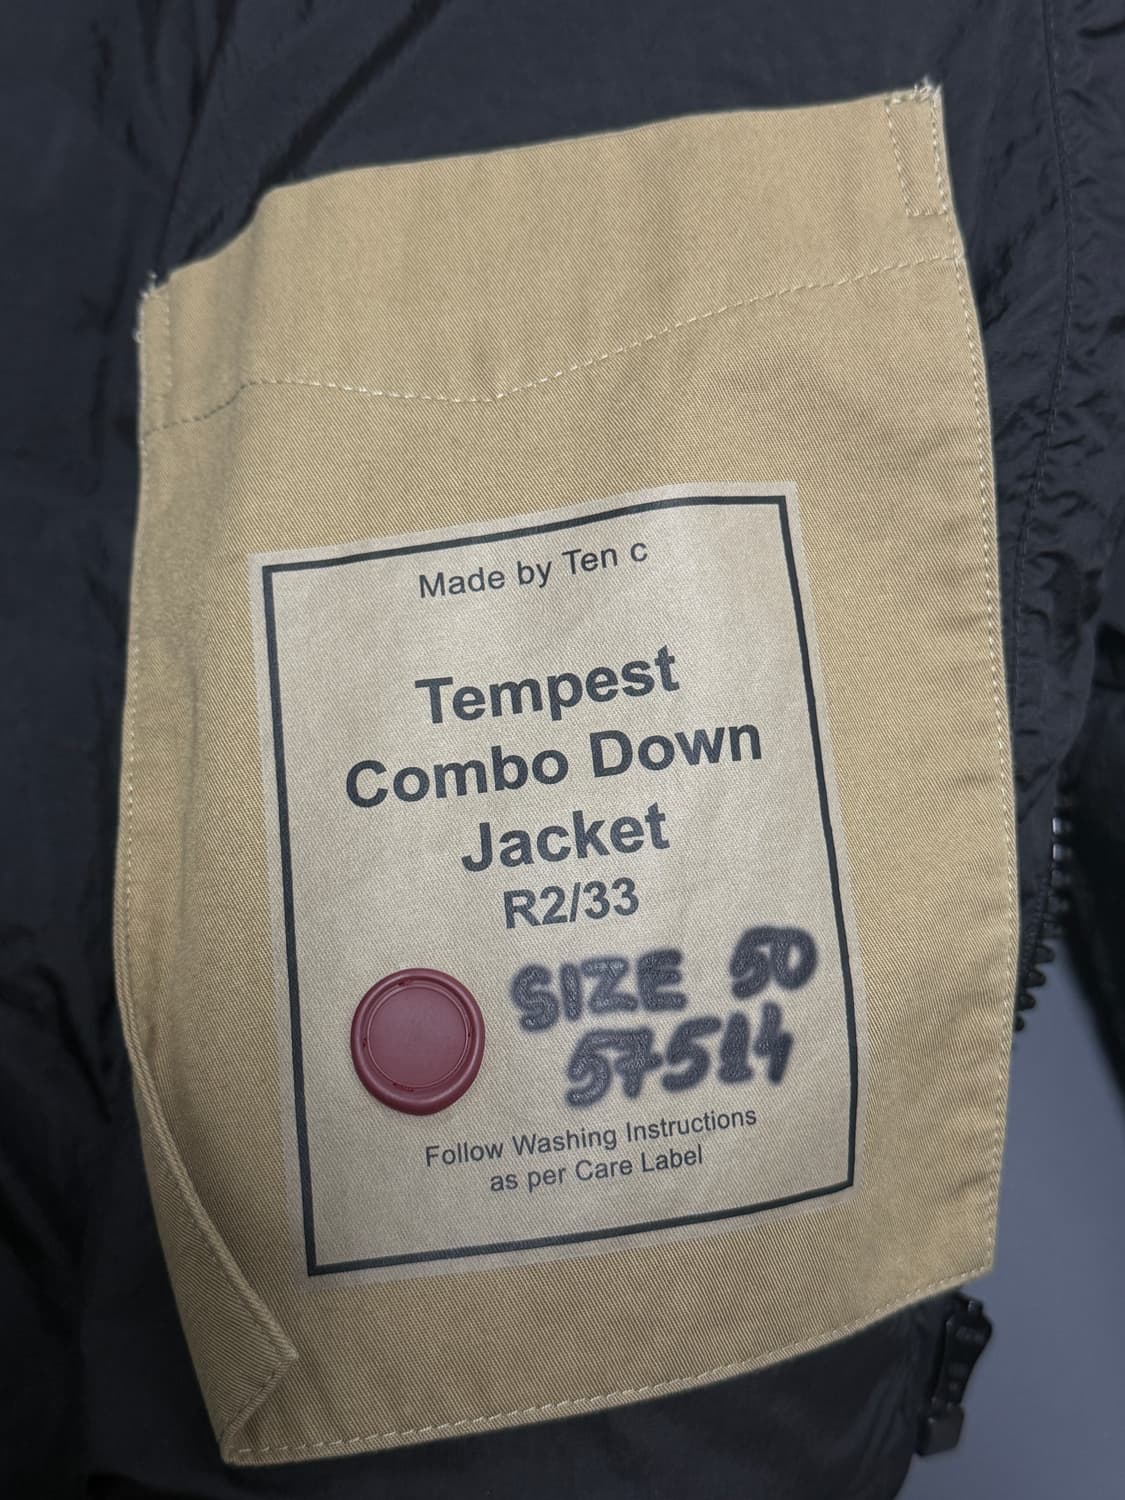 Made by Ten c
Tempest
Combo Down
Jacket
R2/33
SIZE 50
57514
Follow Washing Instructions
as per Care Label